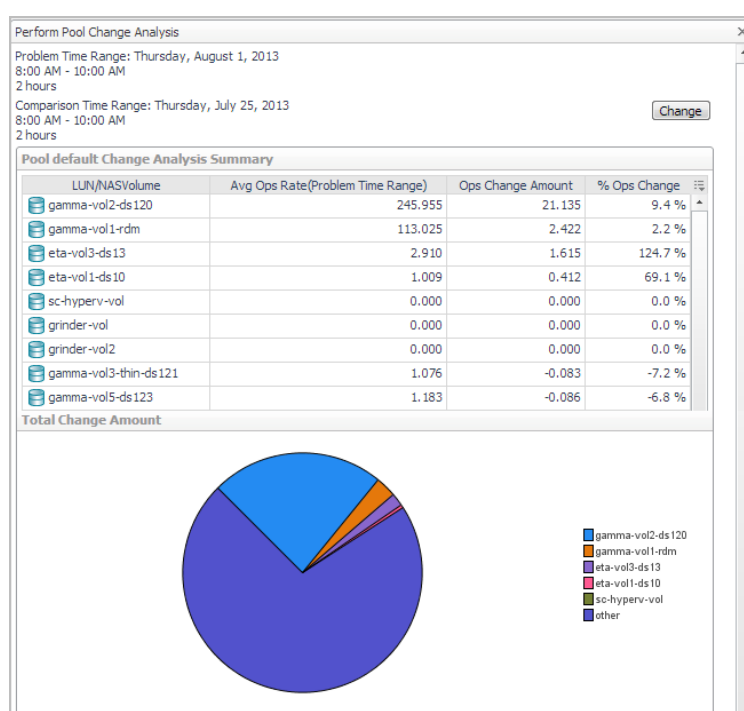 Perform Pool Change Analysis
Problem Time Range: Thursday, August 1, 2013
8:00 AM - 10:00 AM
2 hours
Comparison Time Range: Thursday, July 25, 2013
8:00 AM - 10:00 AM
2 hours
Change
Pool default Change Analysis Summary
LUN/NASVolume Avg Ops Rate(Problem Time Range) Ops Change Amount % Ops Change
gamma-vol2-ds120 245.955 21.135 9.4 %
gamma-vol1-rdm 113.025 2.422 2.2 %
eta-vol3-ds13 2.910 1.615 124.7 %
eta-vol1-ds10 1.009 0.412 69.1 %
sc-hyperv-vol 0.000 0.000 0.0 %
grinder-vol 0.000 0.000 0.0 %
grinder-vol2 0.000 0.000 0.0 %
gamma-vol3-thin-ds121 1.076 -0.083 -7.2 %
gamma-vol5-ds123 1.183 -0.086 -6.8 %
Total Change Amount
gamma-vol2-ds120
gamma-vol1-rdm
eta-vol3-ds13
eta-vol1-ds10
sc-hyperv-vol
other